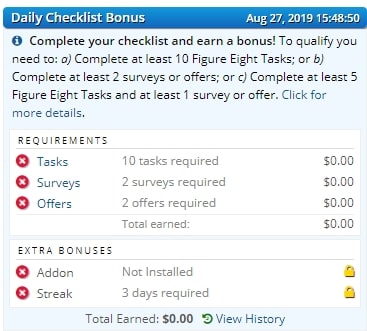 Daily Checklist Bonus Aug 27, 2019 15:48:50
Complete your checklist and earn a bonus! To qualify you
need to: a) Complete at least 10 Figure Eight Tasks; or b)
Complete at least 2 surveys or offers; or c) Complete at least 5
Figure Eight Tasks and at least 1 survey or offer. Click for
more details.
REQUIREMENTS
Tasks 10 tasks required $0.00
Surveys 2 surveys required $0.00
Offers 2 offers required $0.00
Total earned: $0.00
EXTRA BONUSES
Addon Not Installed
Streak 3 days required
Total Earned: $0.00 View History